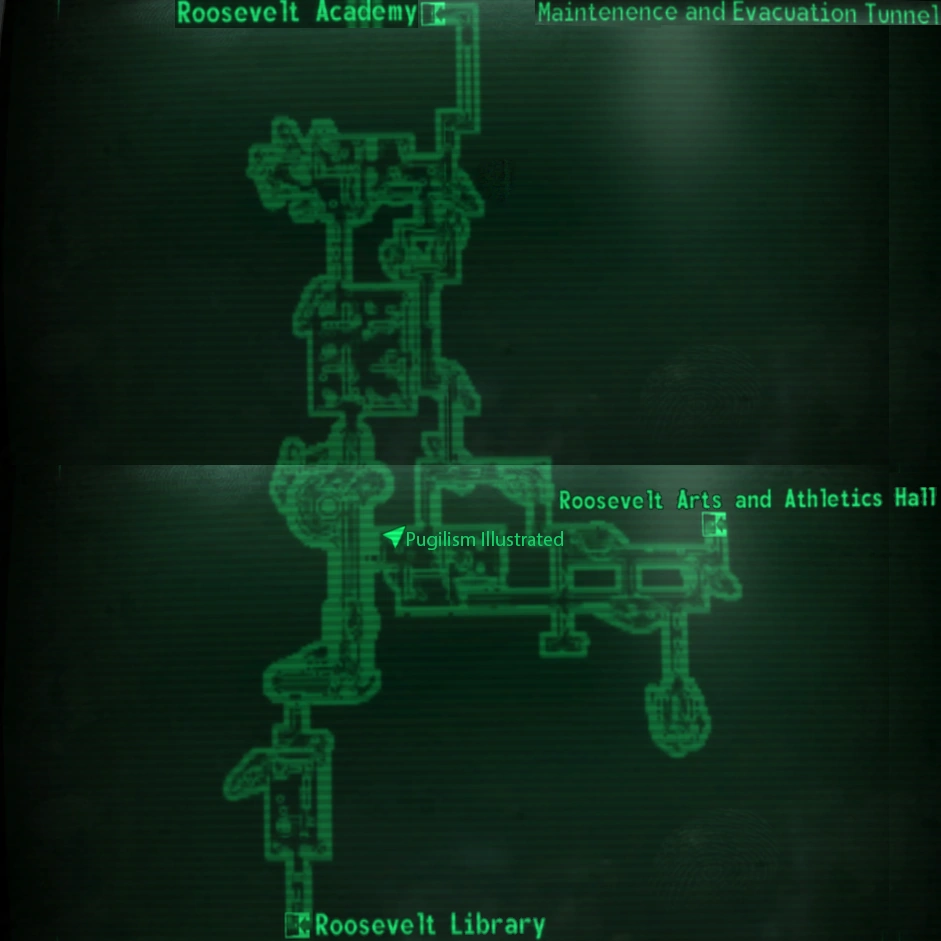 Roosevelt Academy
Maintenence and Evacuation Tunnel
Roosevelt Arts and Athletics Hall
Pugilism Illustrated
Roosevelt Library